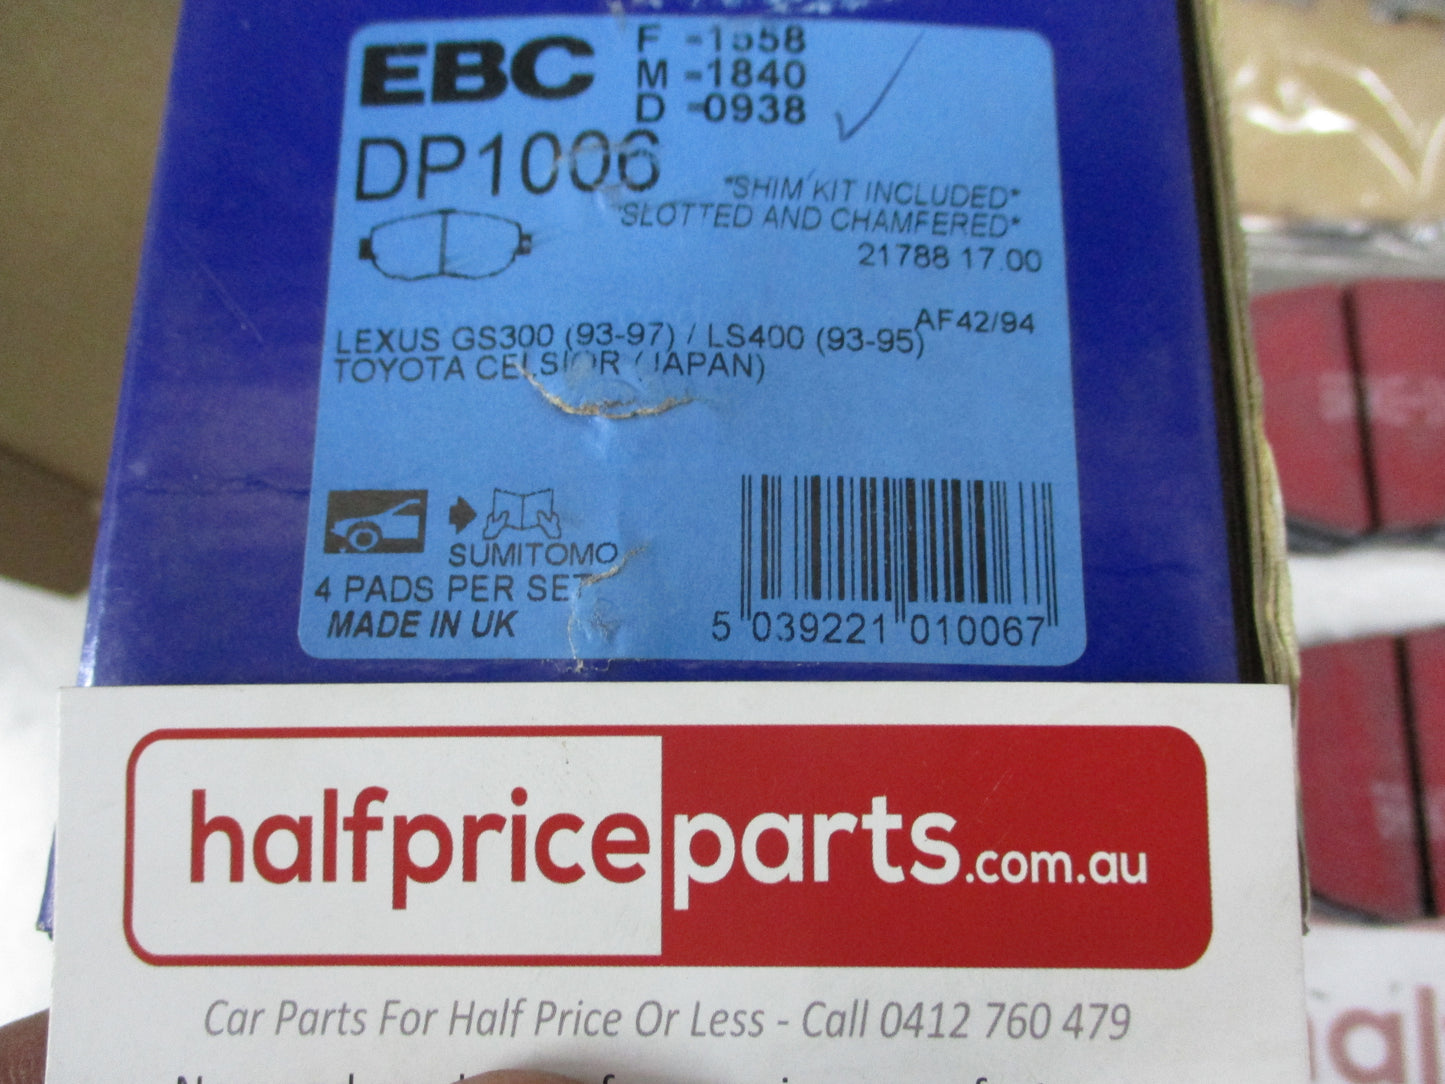 EBC
F -1558
M -1840
D -0938
DP1006
*SHIM KIT INCLUDED*
*SLOTTED AND CHAMFERED*
21788 17.00
AF42/94
LEXUS GS300 (93-97) / LS400 (93-95)
TOYOTA CELSIOR (JAPAN)
SUMITOMO
4 PADS PER SET
MADE IN UK
5 039221 010067
halfpriceparts.com.au
Car Parts For Half Price Or Less - Call 0412 760 479